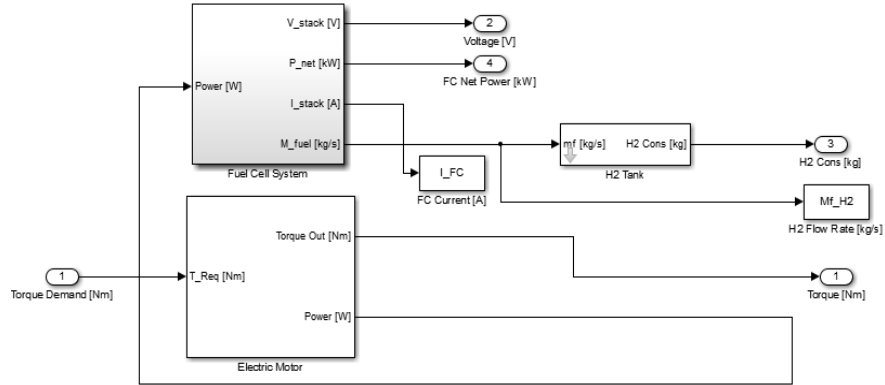 V_stack [V]
2
Voltage [V]
P_net [kW]
4
FC Net Power [kW]
Power [W]
I_stack [A]
M_fuel [kg/s]
mf [kg/s]
H2 Cons [kg]
3
H2 Cons [kg]
Fuel Cell System
I_FC
FC Current [A]
H2 Tank
Mf_H2
H2 Flow Rate [kg/s]
Torque Out [Nm]
1
Torque Demand [Nm]
T_Req [Nm]
1
Torque [Nm]
Power [W]
Electric Motor